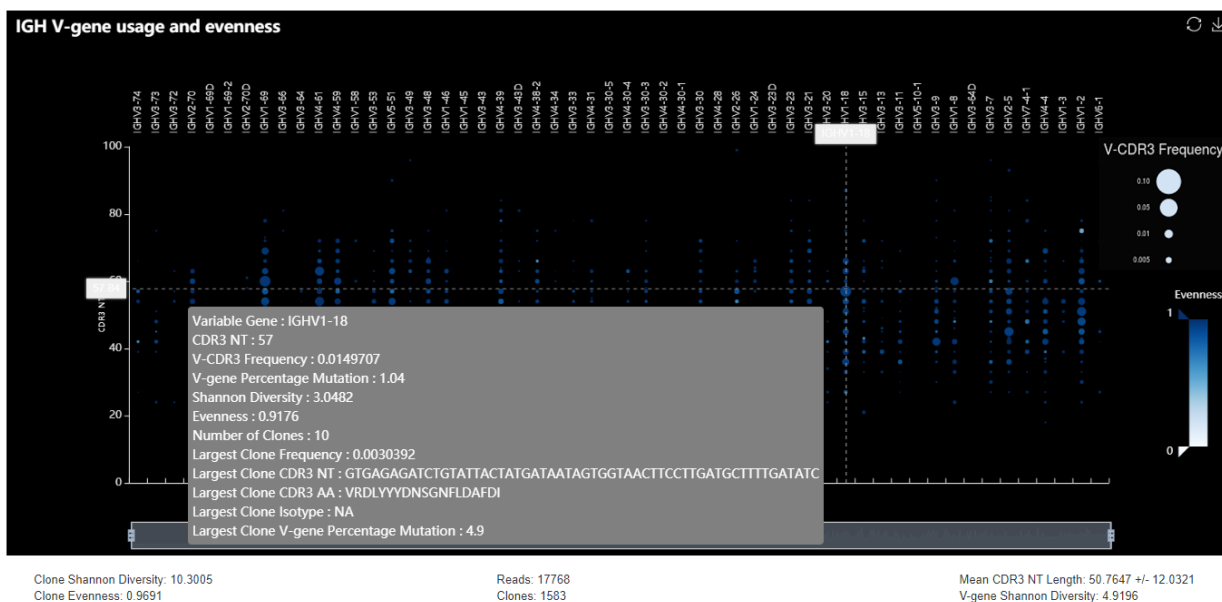 IGH V-gene usage and evenness
IGHV3-74
IGHV3-73
IGHV3-72
IGHV2-70
IGHV1-69D
IGHV1-69-2
IGHV2-70D
IGHV1-69
IGHV3-66
IGHV3-64
IGHV4-61
IGHV4-59
IGHV1-58
IGHV3-53
IGHV5-51
IGHV3-49
IGHV3-48
IGHV1-46
IGHV1-45
IGHV3-43
IGHV4-39
IGHV3-43D
IGHV4-38-2
IGHV4-34
IGHV3-33
IGHV4-31
IGHV3-30-5
IGHV4-30-4
IGHV3-30-3
IGHV4-30-2
IGHV4-30-1
IGHV3-30
IGHV4-28
IGHV2-26
IGHV1-24
IGHV3-23D
IGHV3-23
IGHV3-21
IGHV3-20
IGHV1-18
IGHV3-15
IGHV3-13
IGHV3-11
IGHV5-10-1
IGHV3-9
IGHV1-8
IGHV3-64D
IGHV3-7
IGHV2-5
IGHV7-4-1
IGHV4-4
IGHV1-3
IGHV1-2
IGHV6-1
IGHV1-18
100
80
60
57.84
40
20
0
CDR3 NT
V-CDR3 Frequency
0.10
0.05
0.01
0.005
Evenness
1
0
Variable Gene : IGHV1-18
CDR3 NT : 57
V-CDR3 Frequency : 0.0149707
V-gene Percentage Mutation : 1.04
Shannon Diversity : 3.0482
Evenness : 0.9176
Number of Clones : 10
Largest Clone Frequency : 0.0030392
Largest Clone CDR3 NT : GTGAGAGATCTGTATTACTATGATAATAGTGGTAACTTCCTTGATGCTTTTGATATC
Largest Clone CDR3 AA : VRDLYYYDNSGNFLDAFDI
Largest Clone Isotype : NA
Largest Clone V-gene Percentage Mutation : 4.9
Clone Shannon Diversity: 10.3005
Clone Evenness: 0.9691
Reads: 17768
Clones: 1583
Mean CDR3 NT Length: 50.7647 +/- 12.0321
V-gene Shannon Diversity: 4.9196